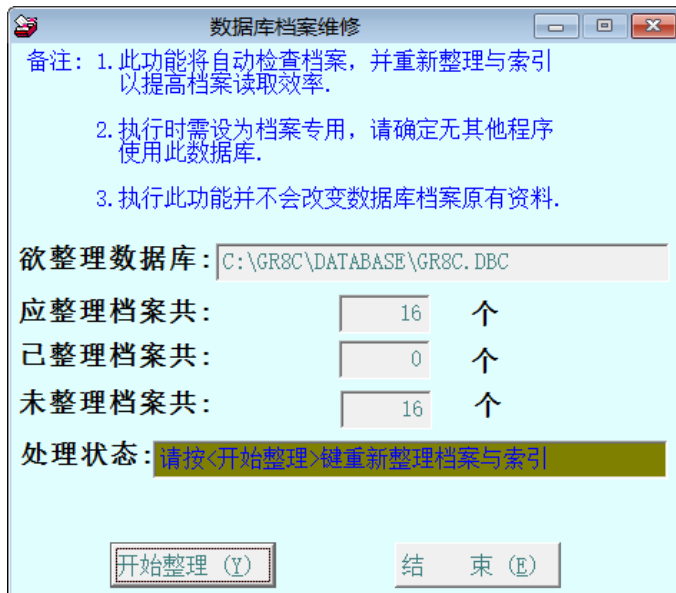 数据库档案维修
备注: 1.此功能将自动检查档案, 并重新整理与索引
以提高档案读取效率.
2.执行时需设为档案专用, 请确定无其他程序
使用此数据库.
3.执行此功能并不会改变数据库档案原有资料.
欲整理数据库: C:\GR8C\DATABASE\GR8C.DBC
应整理档案共: 16 个
已整理档案共: 0 个
未整理档案共: 16 个
处理状态: 请按<开始整理>键重新整理档案与索引
开始整理 (Y) 结 束 (E)